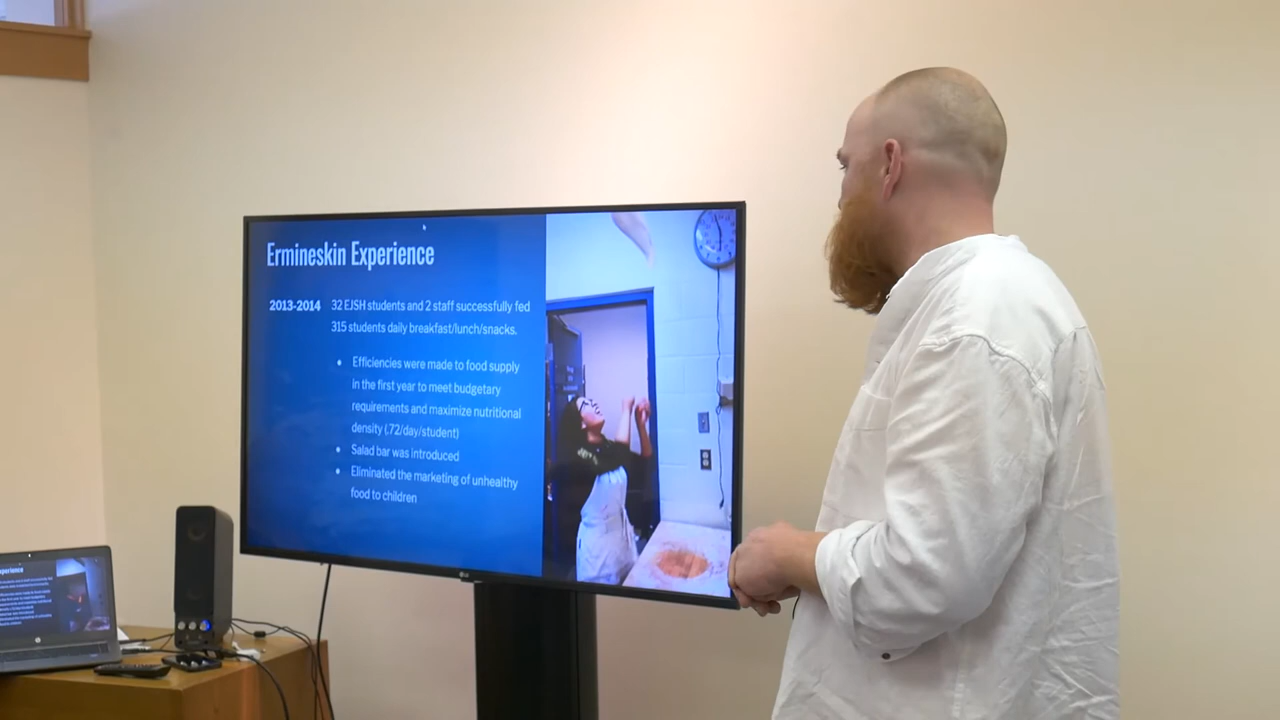 Ermineskin Experience
2013-2014 32 EJSH students and 2 staff successfully fed
315 students daily breakfast/lunch/snacks.
• Efficiencies were made to food supply
in the first year to meet budgetary
requirements and maximize nutritional
density (.72/day/student)
• Salad bar was introduced
• Eliminated the marketing of unhealthy
food to children
LG